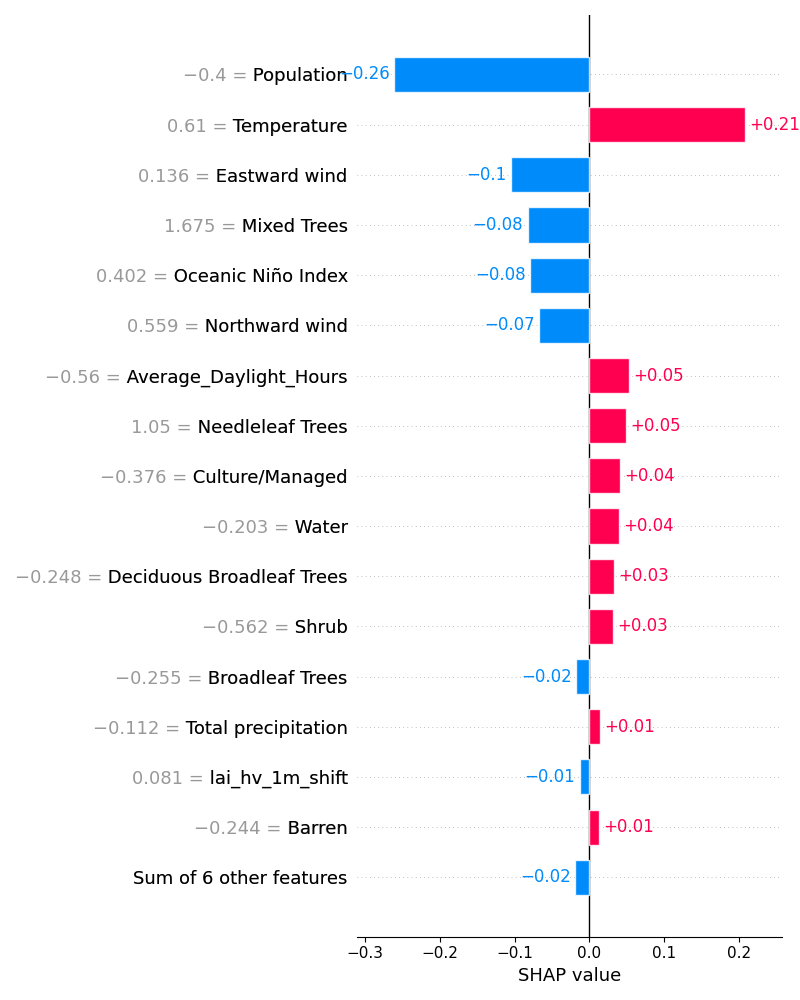 −0.4 = Population −0.26
0.61 = Temperature +0.21
0.136 = Eastward wind −0.1
1.675 = Mixed Trees −0.08
0.402 = Oceanic Niño Index −0.08
0.559 = Northward wind −0.07
−0.56 = Average_Daylight_Hours +0.05
1.05 = Needleleaf Trees +0.05
−0.376 = Culture/Managed +0.04
−0.203 = Water +0.04
−0.248 = Deciduous Broadleaf Trees +0.03
−0.562 = Shrub +0.03
−0.255 = Broadleaf Trees −0.02
−0.112 = Total precipitation +0.01
0.081 = lai_hv_1m_shift −0.01
−0.244 = Barren +0.01
Sum of 6 other features −0.02
−0.3 −0.2 −0.1 0.0 0.1 0.2
SHAP value